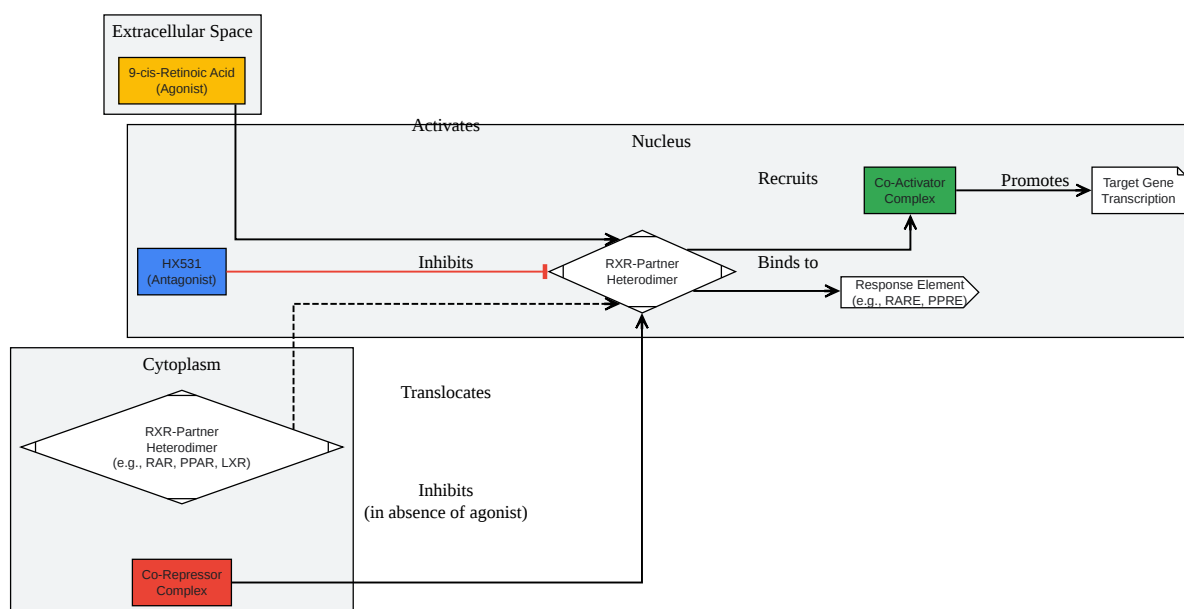 Extracellular Space
9-cis-Retinoic Acid
(Agonist)
Activates
Nucleus
Recruits
Co-Activator
Complex
Promotes
Target Gene
Transcription
HX531
(Antagonist)
Inhibits
RXR-Partner
Heterodimer
Binds to
Response Element
(e.g., RARE, PPRE)
Cytoplasm
Translocates
RXR-Partner
Heterodimer
(e.g., RAR, PPAR, LXR)
Inhibits
(in absence of agonist)
Co-Repressor
Complex